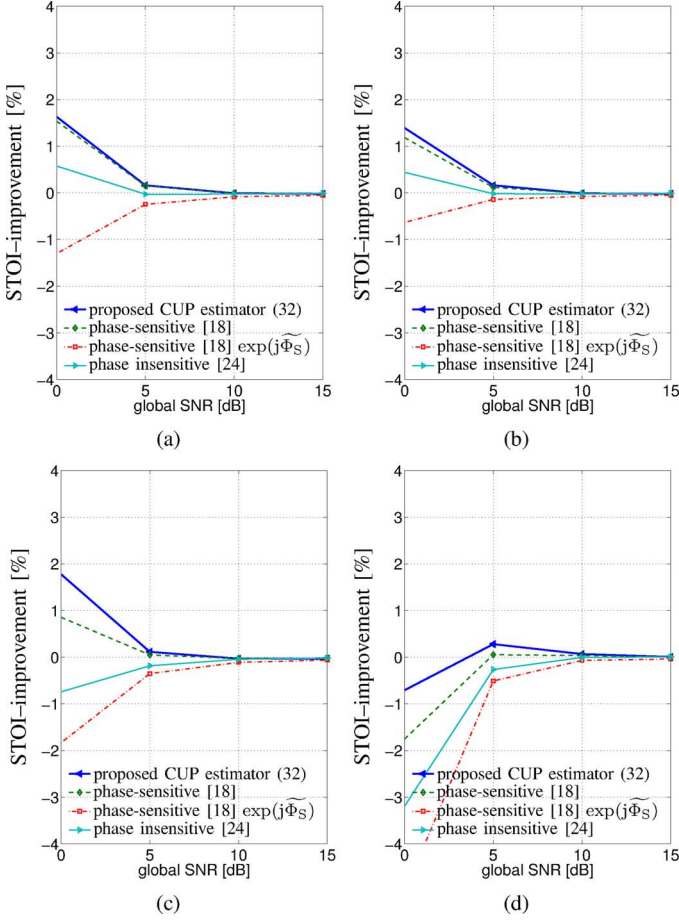 4
3
2
1
0
−1
−2
−3
−4
STOI−improvement [%]
proposed CUP estimator (32)
phase-sensitive [18]
phase-sensitive [18] exp(jΦ̃_S)
phase insensitive [24]
0 5 10 15
global SNR [dB]
(a)
4
3
2
1
0
−1
−2
−3
−4
STOI−improvement [%]
proposed CUP estimator (32)
phase-sensitive [18]
phase-sensitive [18] exp(jΦ̃_S)
phase insensitive [24]
0 5 10 15
global SNR [dB]
(b)
4
3
2
1
0
−1
−2
−3
−4
STOI−improvement [%]
proposed CUP estimator (32)
phase-sensitive [18]
phase-sensitive [18] exp(jΦ̃_S)
phase insensitive [24]
0 5 10 15
global SNR [dB]
(c)
4
3
2
1
0
−1
−2
−3
−4
STOI−improvement [%]
proposed CUP estimator (32)
phase-sensitive [18]
phase-sensitive [18] exp(jΦ̃_S)
phase insensitive [24]
0 5 10 15
global SNR [dB]
(d)